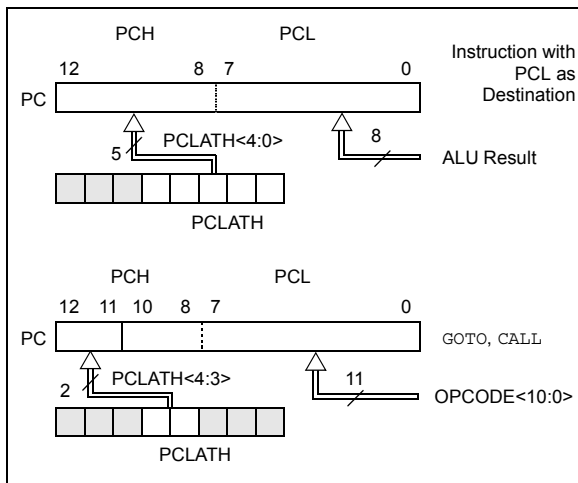 PCH PCL
12 8 7 0
Instruction with
PCL as
Destination
PC
5 PCLATH<4:0>
8
ALU Result
PCLATH
PCH PCL
12 11 10 8 7 0
PC
GOTO, CALL
2 PCLATH<4:3>
11
OPCODE<10:0>
PCLATH